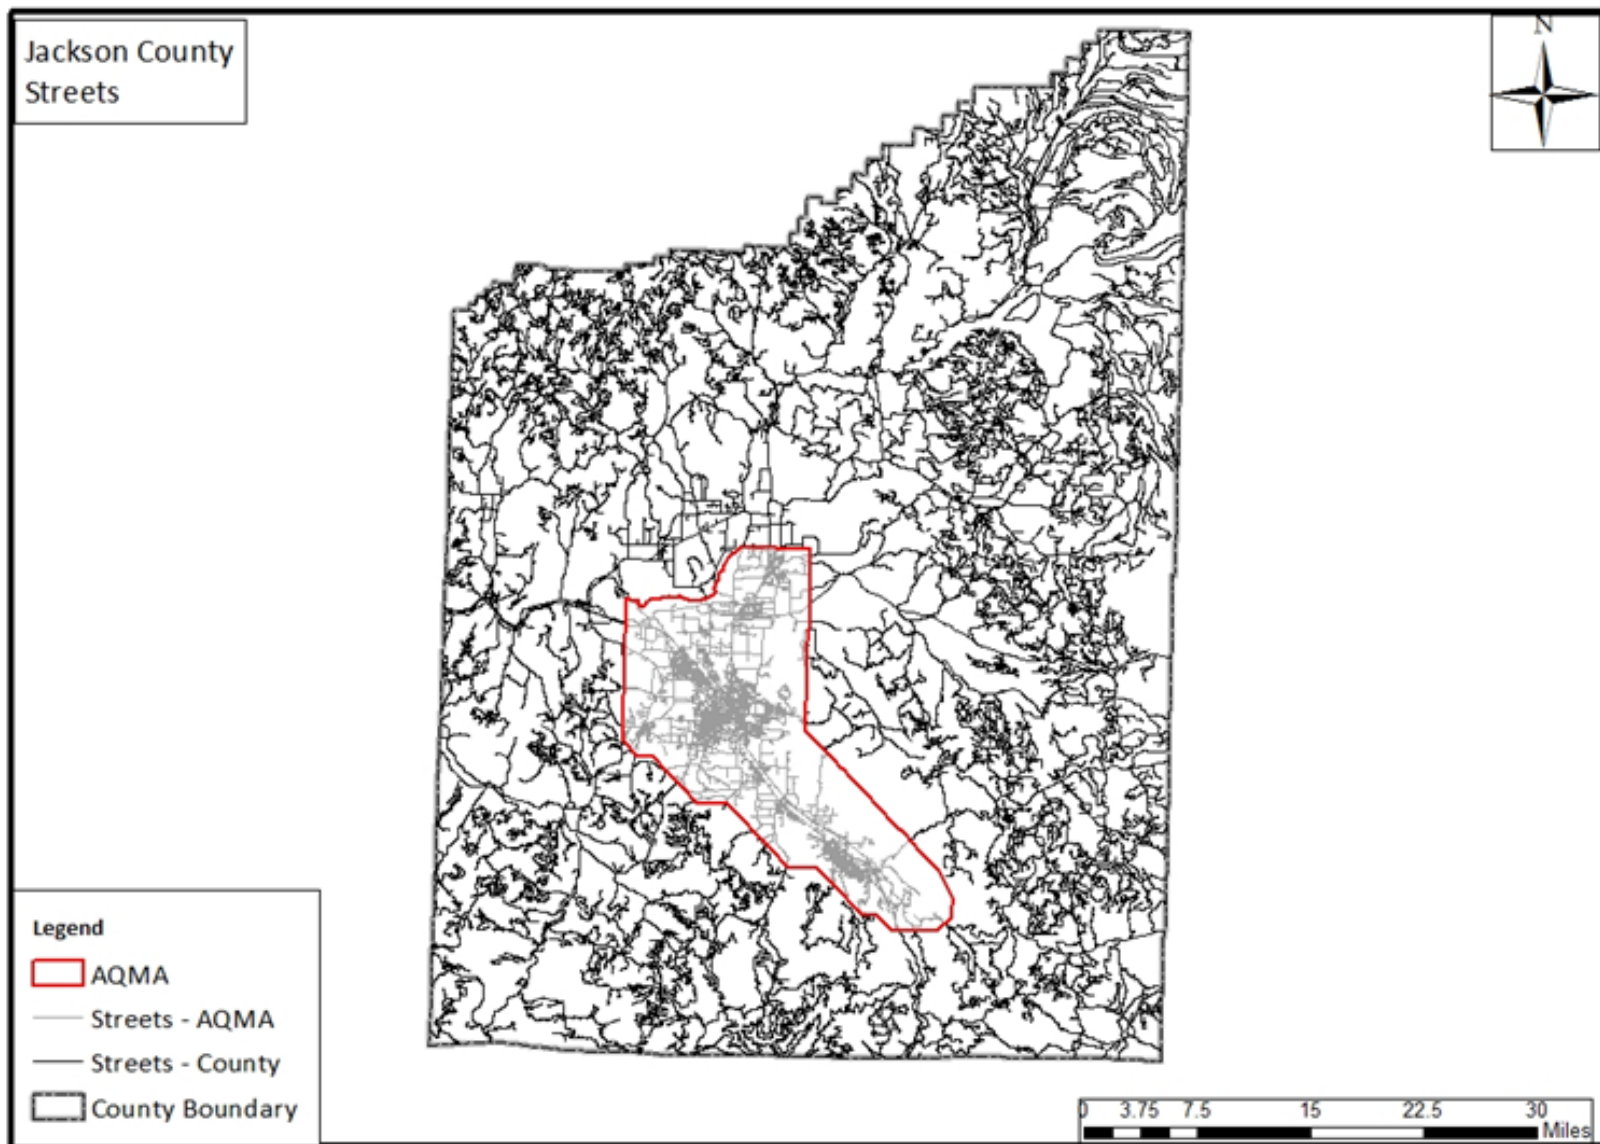 Jackson County
Streets
N
Legend
AQMA
Streets - AQMA
Streets - County
County Boundary
0 3.75 7.5 15 22.5 30
Miles